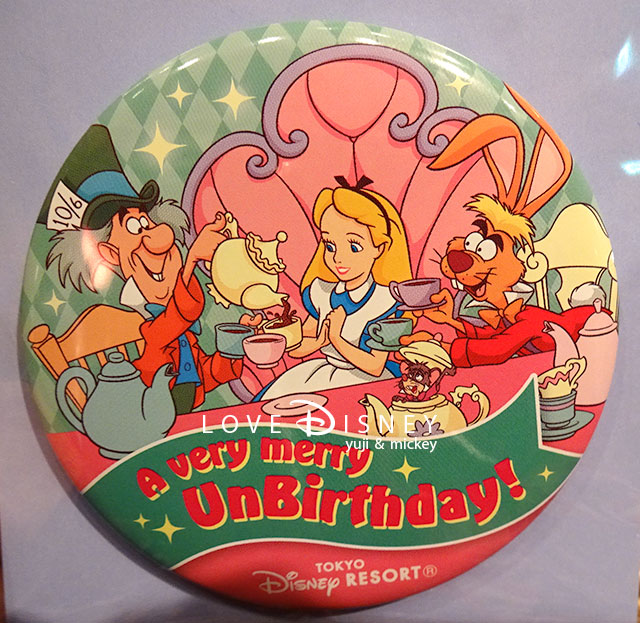 10/6
LOVE DISNEY
yuji & mickey
A very merry
UnBirthday!
TOKYO
Disney RESORT®